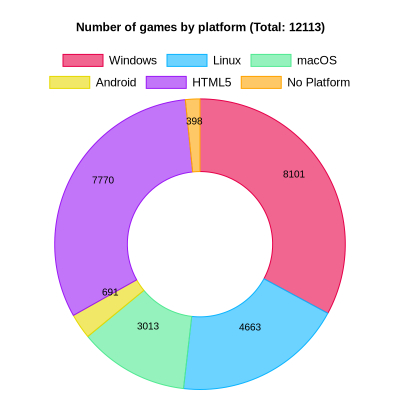 Number of games by platform (Total: 12113)
Windows Linux macOS
Android HTML5 No Platform
398
8101
7770
691
3013
4663